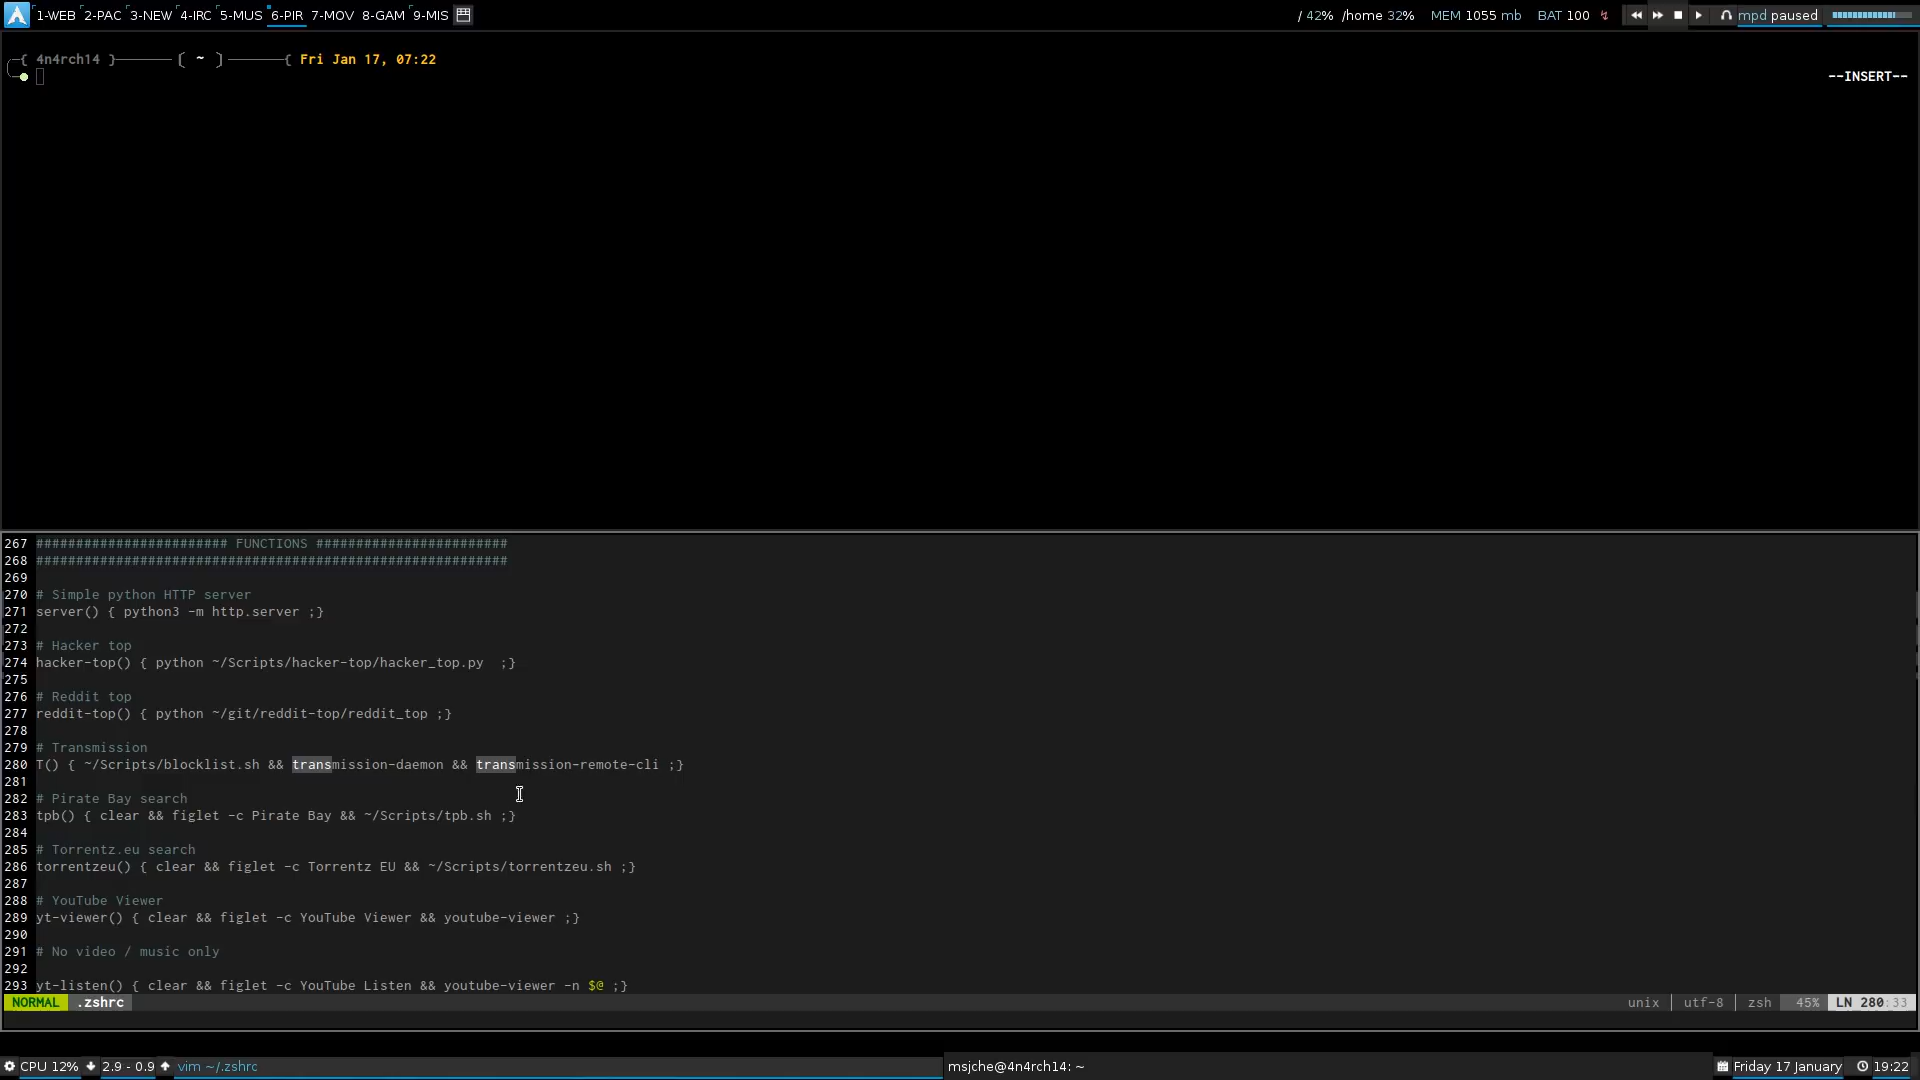 1-WEB 2-PAC 3-NEW 4-IRC 5-MUS 6-PIR 7-MOV 8-GAM 9-MIS / 42% /home 32% MEM 1055 mb BAT 100 mpd paused
{ 4n4rch14 } [ ~ ] { Fri Jan 17, 07:22
--INSERT--
267 ######################## FUNCTIONS ########################
268 ###########################################################
269
270 # Simple python HTTP server
271 server() { python3 -m http.server ;}
272
273 # Hacker top
274 hacker-top() { python ~/Scripts/hacker-top/hacker_top.py  ;}
275
276 # Reddit top
277 reddit-top() { python ~/git/reddit-top/reddit_top ;}
278
279 # Transmission
280 T() { ~/Scripts/blocklist.sh && transmission-daemon && transmission-remote-cli ;}
281
282 # Pirate Bay search
283 tpb() { clear && figlet -c Pirate Bay && ~/Scripts/tpb.sh ;}
284
285 # Torrentz.eu search
286 torrentzeu() { clear && figlet -c Torrentz EU && ~/Scripts/torrentzeu.sh ;}
287
288 # YouTube Viewer
289 yt-viewer() { clear && figlet -c YouTube Viewer && youtube-viewer ;}
290
291 # No video / music only
292
293 yt-listen() { clear && figlet -c YouTube Listen && youtube-viewer -n $@ ;}
NORMAL .zshrc unix utf-8 zsh 45% LN 280:33
CPU 12% 2.9 - 0.9 vim ~/.zshrc msjche@4n4rch14: ~ Friday 17 January 19:22